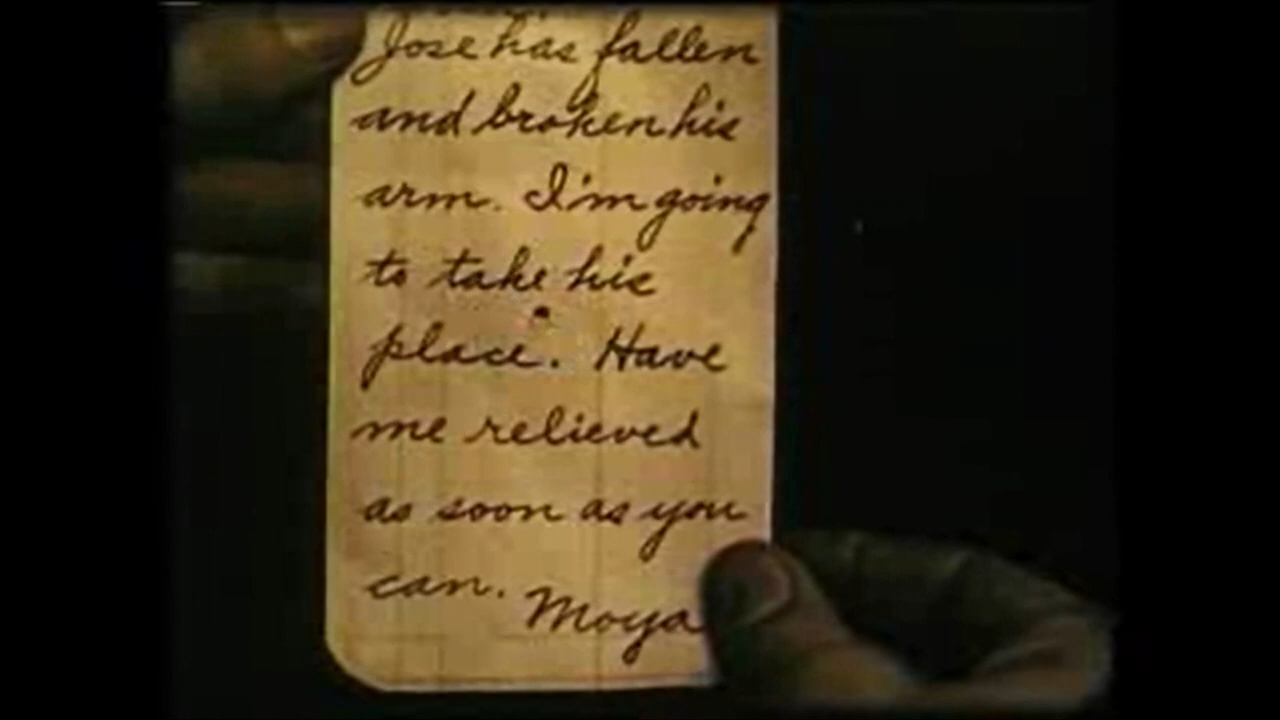 Jose has fallen
and broken his
arm. I'm going
to take his
place. Have
me relieved
as soon as you
can.
Moya